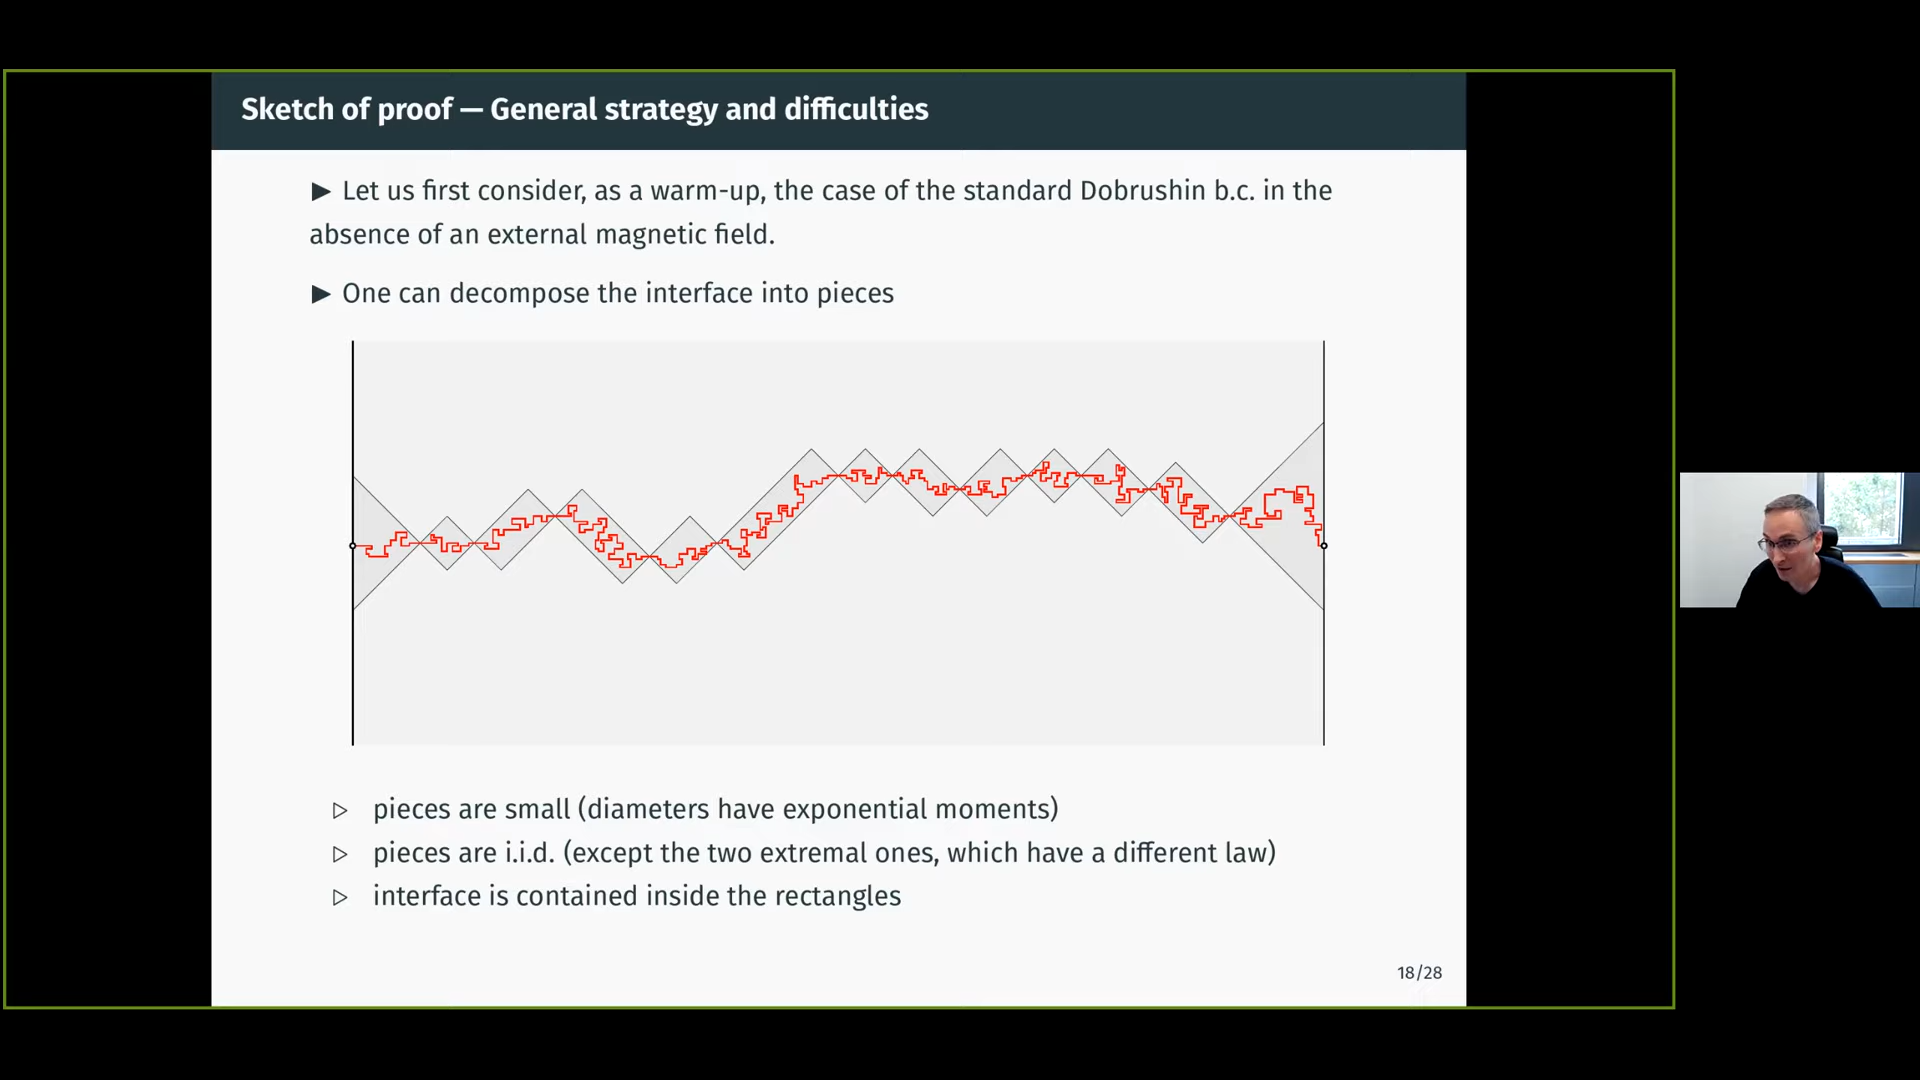 Sketch of proof — General strategy and difficulties
► Let us first consider, as a warm-up, the case of the standard Dobrushin b.c. in the
absence of an external magnetic field.
► One can decompose the interface into pieces
▷ pieces are small (diameters have exponential moments)
▷ pieces are i.i.d. (except the two extremal ones, which have a different law)
▷ interface is contained inside the rectangles
18/28